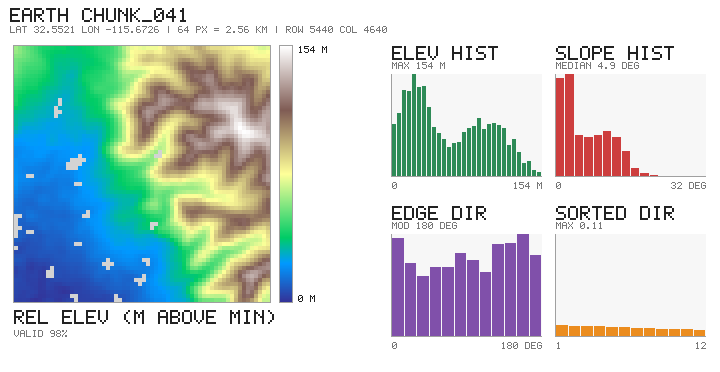 EARTH CHUNK_041
LAT 32.5521 LON -115.6726 | 64 PX = 2.56 KM | ROW 5440 COL 4640
154 M
0 M
REL ELEV (M ABOVE MIN)
VALID 98%
ELEV HIST
MAX 154 M
0 154 M
SLOPE HIST
MEDIAN 4.9 DEG
0 32 DEG
EDGE DIR
MOD 180 DEG
0 180 DEG
SORTED DIR
MAX 0.11
1 12